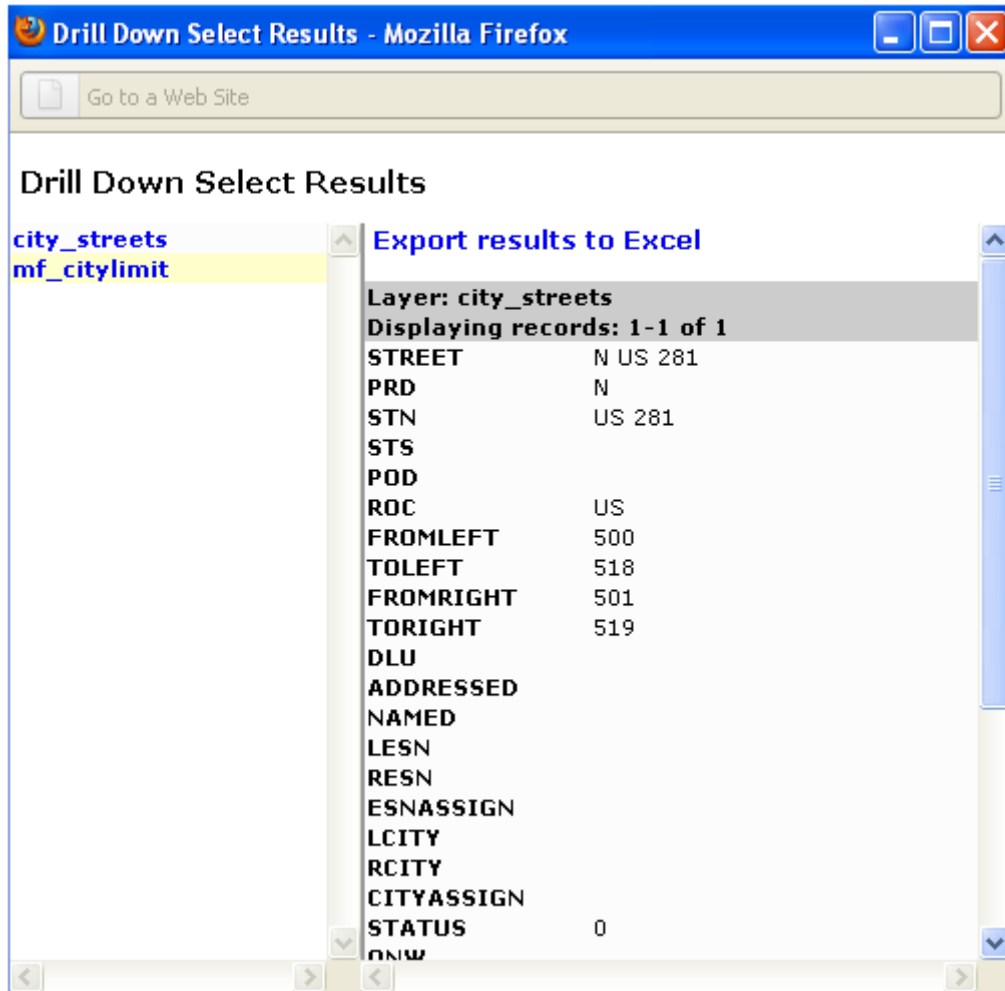 Drill Down Select Results - Mozilla Firefox
Go to a Web Site
Drill Down Select Results
city_streets
mf_citylimit
Export results to Excel
Layer: city_streets
Displaying records: 1-1 of 1
STREET N US 281
PRD N
STN US 281
STS
POD
ROC US
FROMLEFT 500
TOLEFT 518
FROMRIGHT 501
TORIGHT 519
DLU
ADDRESSED
NAMED
LESN
RESN
ESNASSIGN
LCITY
RCITY
CITYASSIGN
STATUS 0